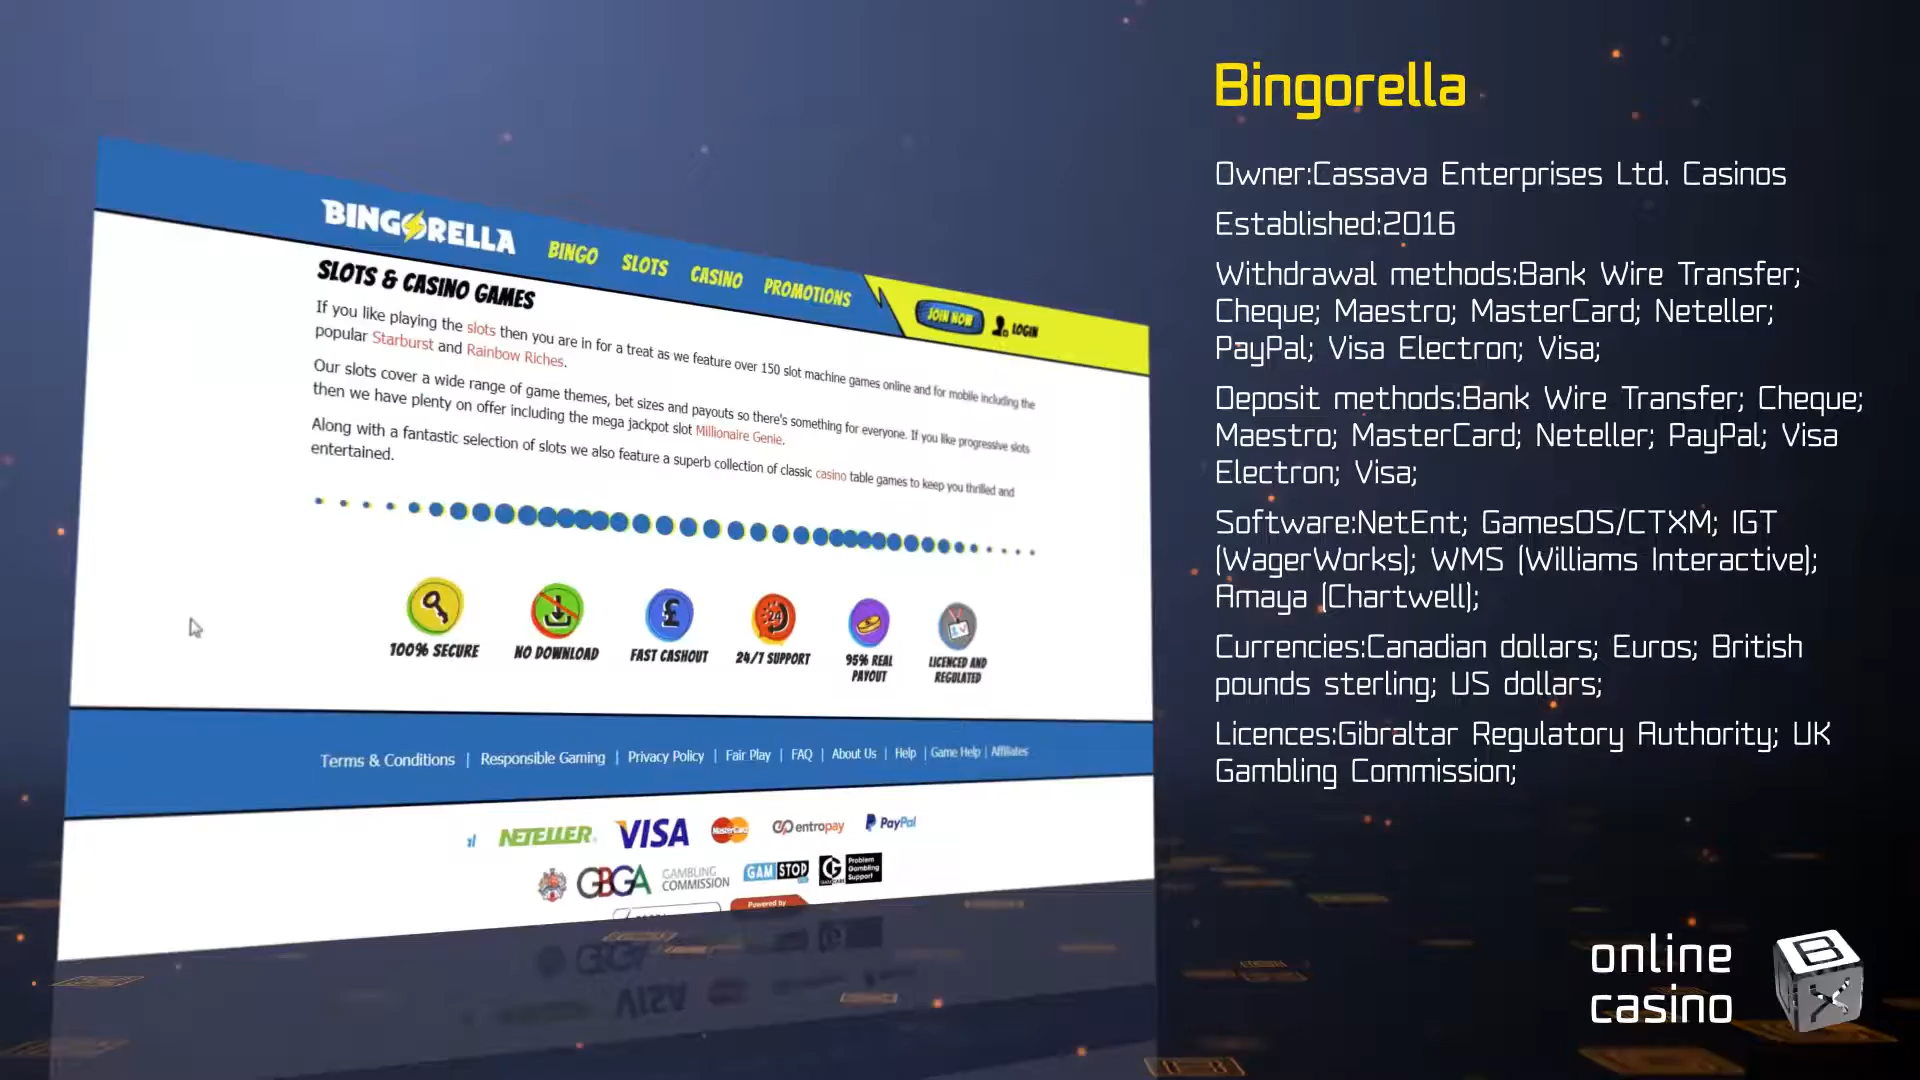 BINGORELLA
BINGO SLOTS CASINO PROMOTIONS
JOIN NOW LOGIN
SLOTS & CASINO GAMES
If you like playing the slots then you are in for a treat as we feature over 150 slot machine games online and for mobile including the
popular Starburst and Rainbow Riches.
Our slots cover a wide range of game themes, bet sizes and payouts so there's something for everyone. If you like progressive slots
then we have plenty on offer including the mega jackpot slot Millionaire Genie.
Along with a fantastic selection of slots we also feature a superb collection of classic casino table games to keep you thrilled and
entertained.
24
100% SECURE
NO DOWNLOAD
FAST CASHOUT
24/7 SUPPORT
95% REAL
PAYOUT
LICENCED AND
REGULATED
Terms & Conditions | Responsible Gaming | Privacy Policy | Fair Play | FAQ | About Us | Help | Game Help | Affiliates
NETELLER VISA MasterCard entropay PayPal
GBGA GAMBLING
COMMISSION
GAMSTOP
Problem
Gambling
Support
Powered by
Bingorella
Owner:Cassava Enterprises Ltd. Casinos
Established:2016
Withdrawal methods:Bank Wire Transfer;
Cheque; Maestro; MasterCard; Neteller;
PayPal; Visa Electron; Visa;
Deposit methods:Bank Wire Transfer; Cheque;
Maestro; MasterCard; Neteller; PayPal; Visa
Electron; Visa;
Software:NetEnt; GamesOS/CTXM; IGT
(WagerWorks); WMS (Williams Interactive);
Amaya (Chartwell);
Currencies:Canadian dollars; Euros; British
pounds sterling; US dollars;
Licences:Gibraltar Regulatory Authority; UK
Gambling Commission;
online
casino
B
X